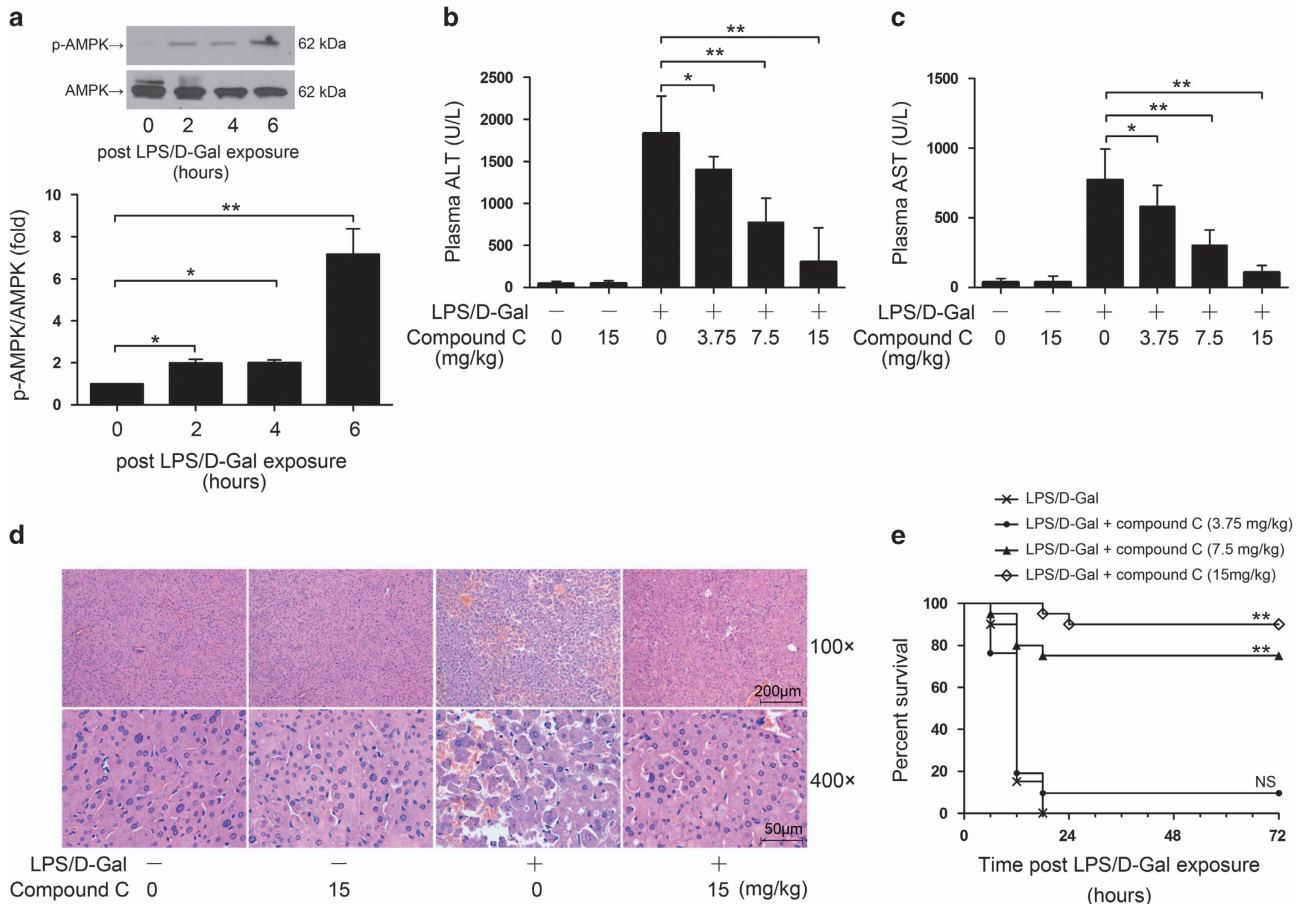 a
p-AMPK→
62 kDa
AMPK→
62 kDa
0 2 4 6
post LPS/D-Gal exposure
(hours)
p-AMPK/AMPK (fold)
10
8
6
4
2
0
**
*
*
0 2 4 6
post LPS/D-Gal exposure
(hours)
b
Plasma ALT (U/L)
2500
2000
1500
1000
500
0
**
**
*
LPS/D-Gal — — + + + +
Compound C 0 15 0 3.75 7.5 15
(mg/kg)
c
Plasma AST (U/L)
1500
1000
500
0
**
**
*
LPS/D-Gal — — + + + +
Compound C 0 15 0 3.75 7.5 15
(mg/kg)
d
100×
200μm
400×
50μm
LPS/D-Gal — — + +
Compound C 0 15 0 15 (mg/kg)
e
LPS/D-Gal
LPS/D-Gal + compound C (3.75 mg/kg)
LPS/D-Gal + compound C (7.5 mg/kg)
LPS/D-Gal + compound C (15mg/kg)
Percent survival
100
80
60
40
20
0
**
**
NS
0 24 48 72
Time post LPS/D-Gal exposure
(hours)